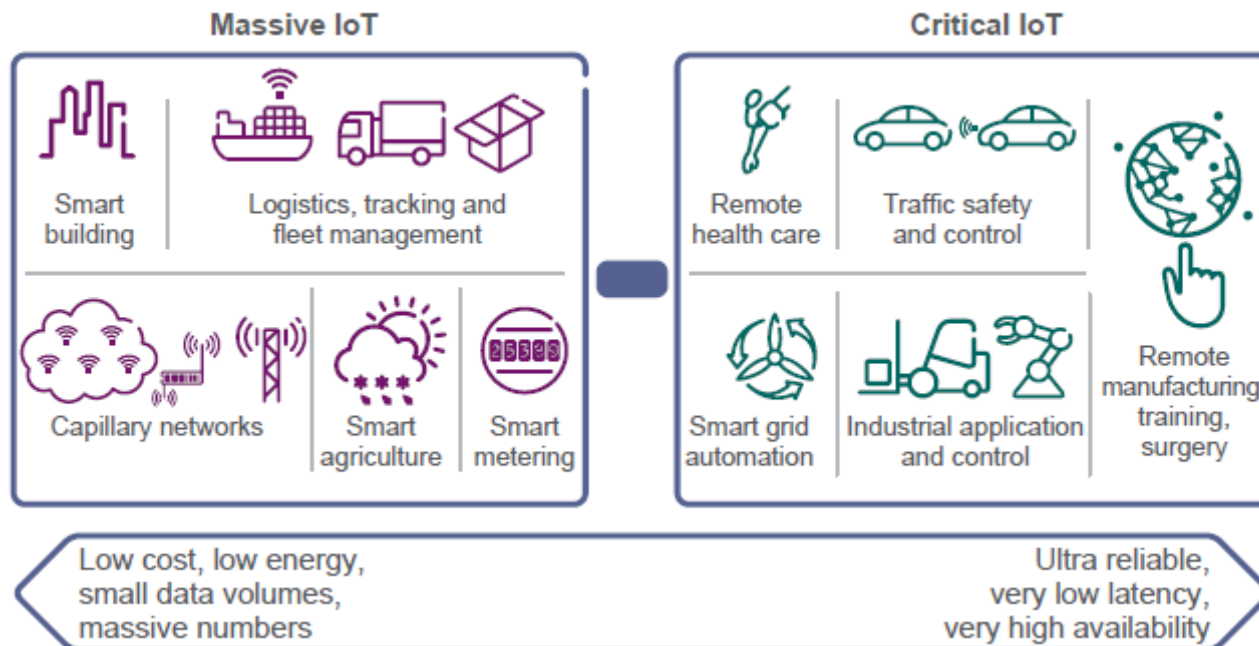 Massive IoT
Critical IoT
Smart
building
Logistics, tracking and
fleet management
Remote
health care
Traffic safety
and control
Capillary networks
Smart
agriculture
Smart
metering
Smart grid
automation
Industrial application
and control
Remote
manufacturing,
training,
surgery
Low cost, low energy,
small data volumes,
massive numbers
Ultra reliable,
very low latency,
very high availability